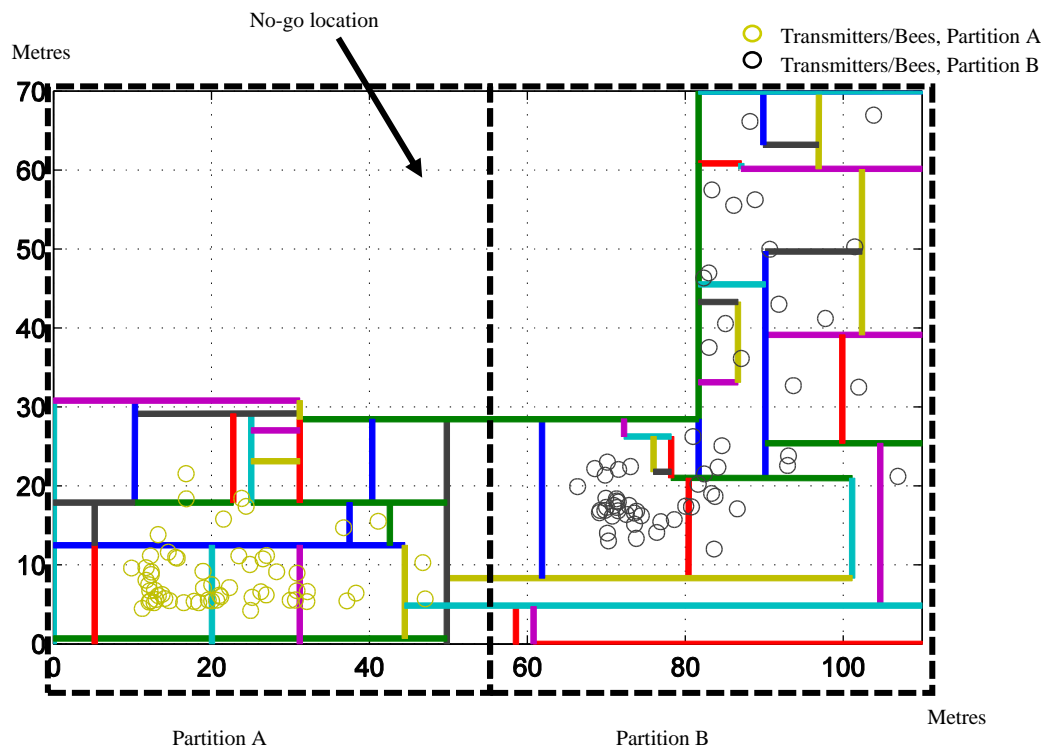 No-go location
Transmitters/Bees, Partition A
Metres
Transmitters/Bees, Partition B
70
60
50
40
30
20
10
0
0 20 40 60 80 100
Metres
Partition A Partition B